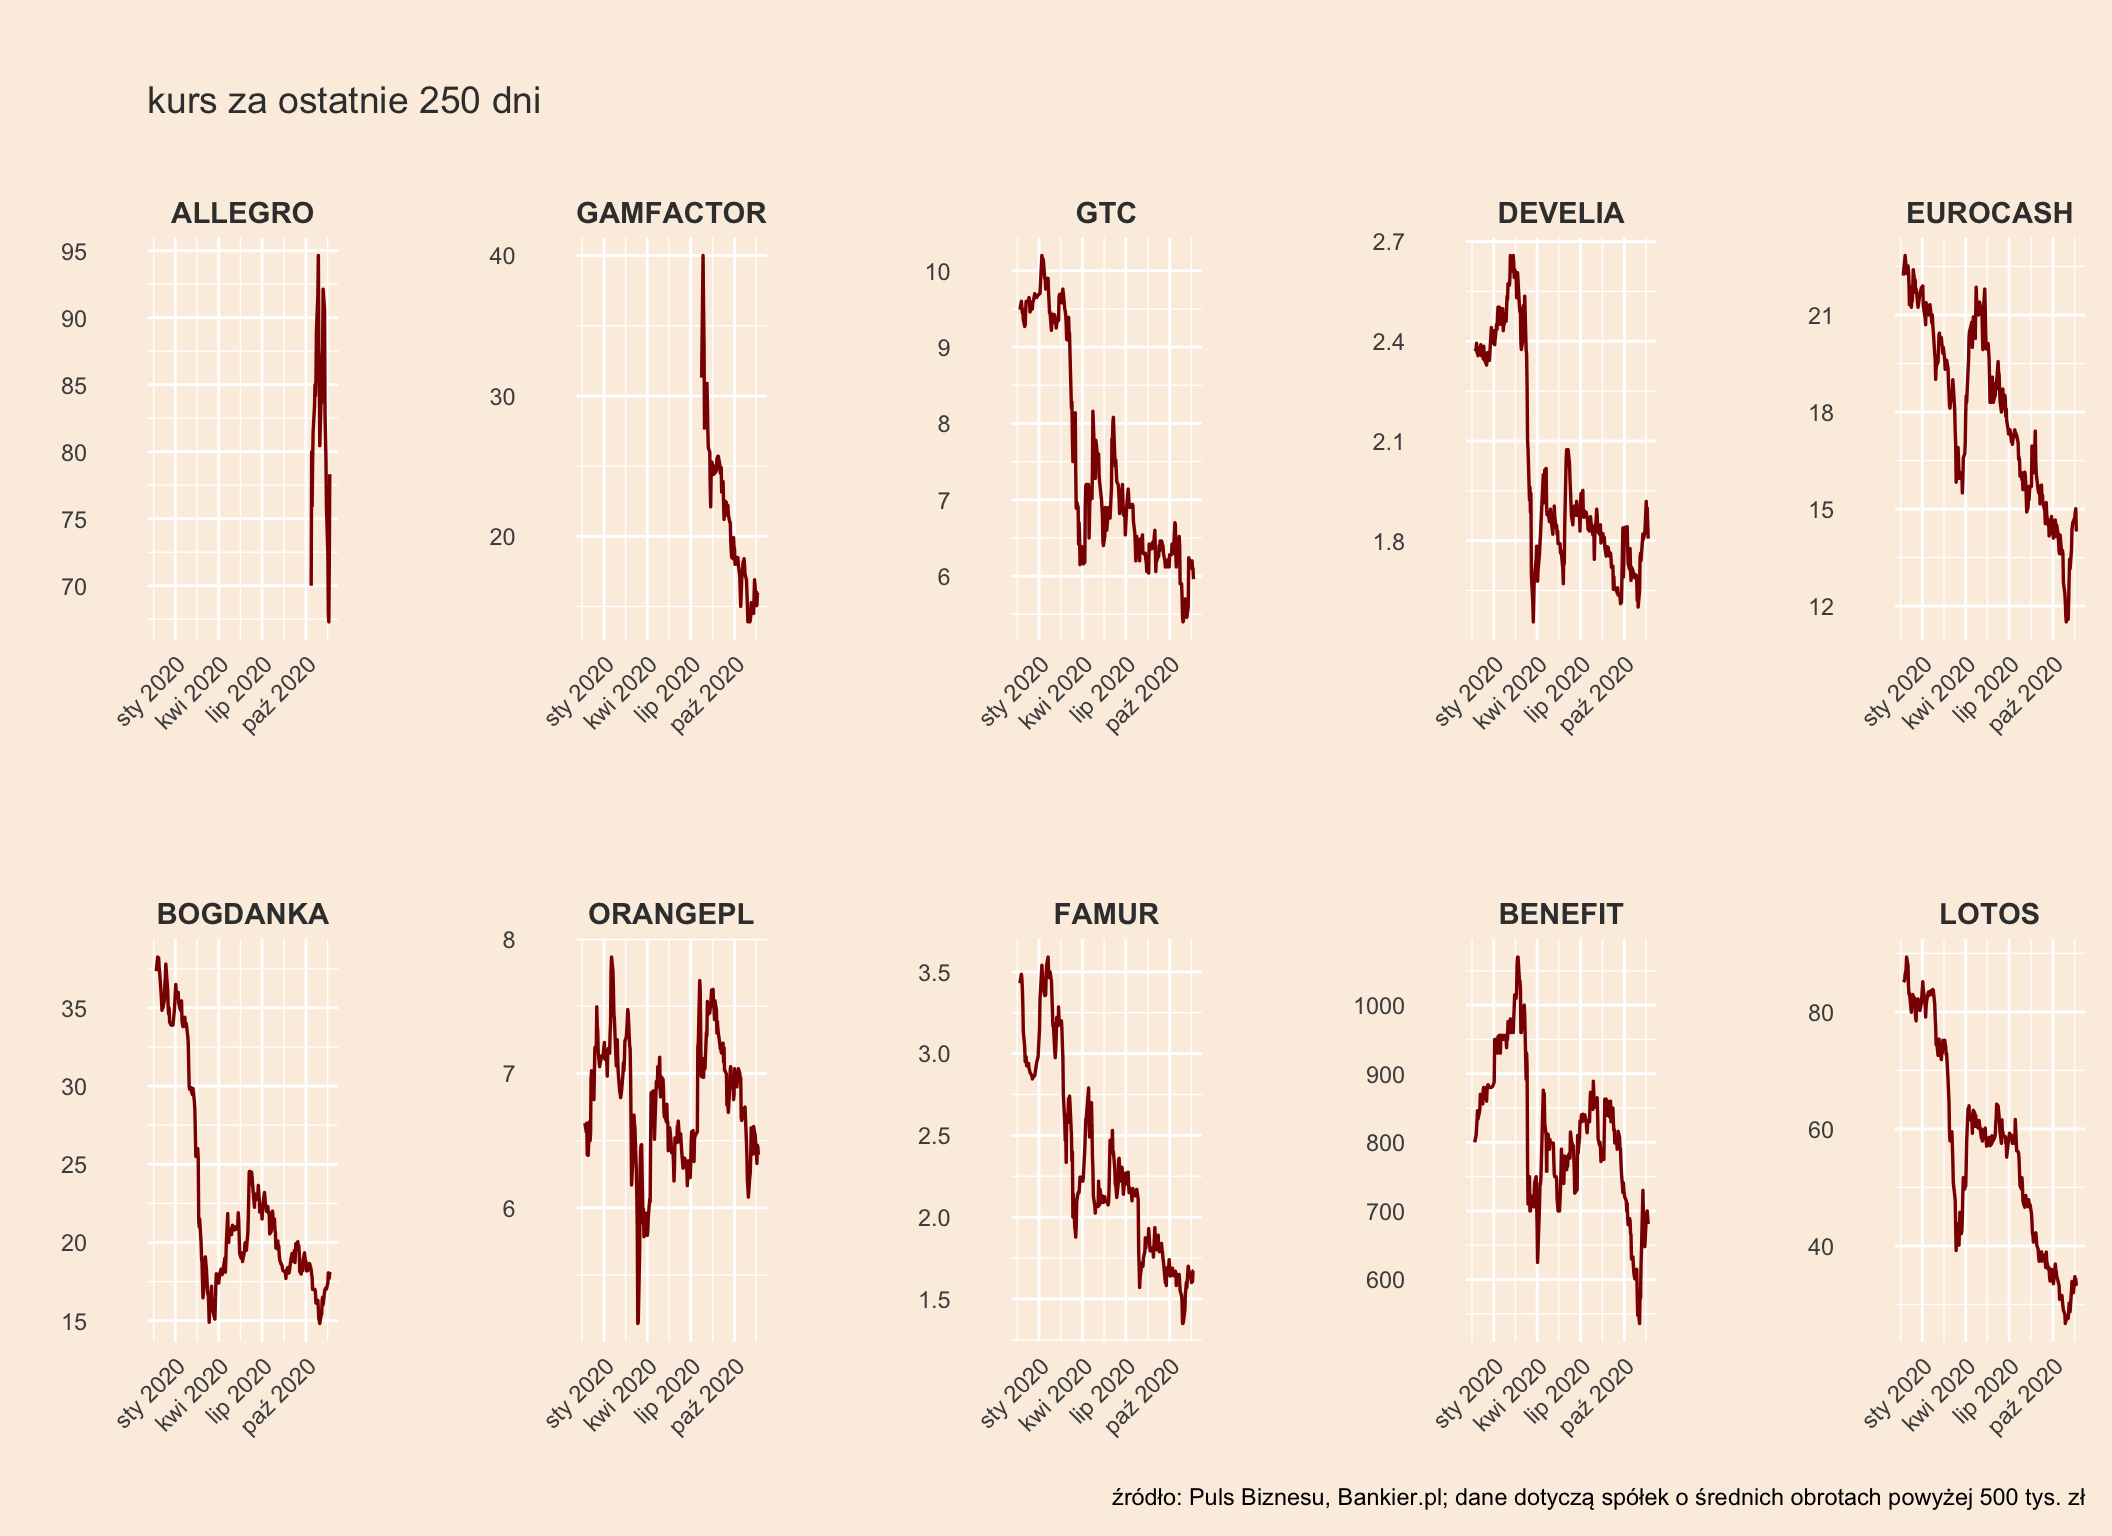 kurs za ostatnie 250 dni
ALLEGRO
95
90
85
80
75
70
sty 2020
kwi 2020
lip 2020
paź 2020
GAMFACTOR
40
30
20
sty 2020
kwi 2020
lip 2020
paź 2020
GTC
10
9
8
7
6
sty 2020
kwi 2020
lip 2020
paź 2020
DEVELIA
2.7
2.4
2.1
1.8
sty 2020
kwi 2020
lip 2020
paź 2020
EUROCASH
21
18
15
12
sty 2020
kwi 2020
lip 2020
paź 2020
BOGDANKA
35
30
25
20
15
sty 2020
kwi 2020
lip 2020
paź 2020
ORANGEPL
8
7
6
sty 2020
kwi 2020
lip 2020
paź 2020
FAMUR
3.5
3.0
2.5
2.0
1.5
sty 2020
kwi 2020
lip 2020
paź 2020
BENEFIT
1000
900
800
700
600
sty 2020
kwi 2020
lip 2020
paź 2020
LOTOS
80
60
40
sty 2020
kwi 2020
lip 2020
paź 2020
źródło: Puls Biznesu, Bankier.pl; dane dotyczą spółek o średnich obrotach powyżej 500 tys. zł